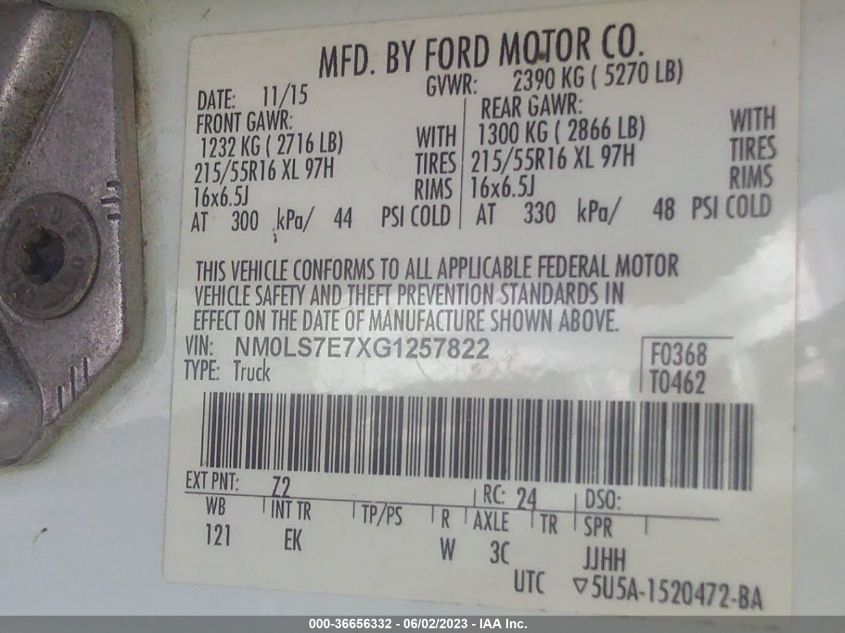 MFD. BY FORD MOTOR CO.
DATE: 11/15 GVWR: 2390 KG ( 5270 LB)
FRONT GAWR: REAR GAWR:
1232 KG ( 2716 LB) WITH 1300 KG ( 2866 LB) WITH
215/55R16 XL 97H TIRES 215/55R16 XL 97H TIRES
16x6.5J RIMS 16x6.5J RIMS
AT 300 kPa/ 44 PSI COLD AT 330 kPa/ 48 PSI COLD
THIS VEHICLE CONFORMS TO ALL APPLICABLE FEDERAL MOTOR
VEHICLE SAFETY AND THEFT PREVENTION STANDARDS IN
EFFECT ON THE DATE OF MANUFACTURE SHOWN ABOVE.
VIN: NM0LS7E7XG1257822 F0368
TYPE: Truck T0462
EXT PNT: Z2 RC: 24 DSO:
WB INT TR TP/PS R AXLE TR SPR
121 EK W 3C JJHH
UTC ▽5U5A-1520472-BA
000-36656332 - 06/02/2023 - IAA Inc.